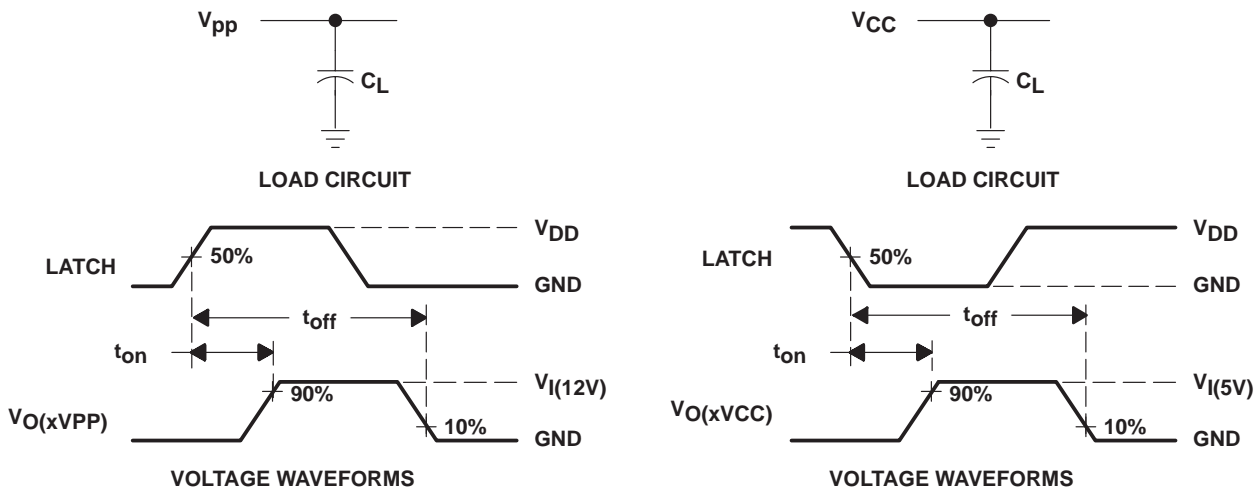 Vpp
CL
LOAD CIRCUIT
LATCH
50%
VDD
GND
toff
ton
VO(xVPP)
90%
10%
VI(12V)
GND
VOLTAGE WAVEFORMS
VCC
CL
LOAD CIRCUIT
LATCH
50%
VDD
GND
toff
ton
VO(xVCC)
90%
10%
VI(5V)
GND
VOLTAGE WAVEFORMS